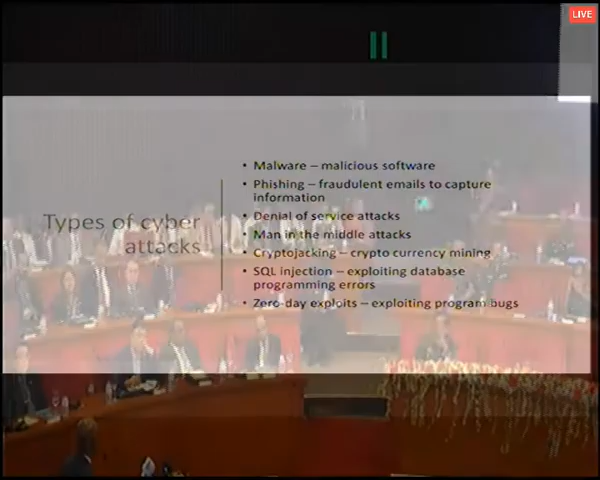 LIVE
Types of cyber
attacks
• Malware – malicious software
• Phishing – fraudulent emails to capture
information
• Denial of service attacks
• Man in the middle attacks
• Cryptojacking – crypto currency mining
• SQL injection – exploiting database
programming errors
• Zero-day exploits – exploiting program bugs